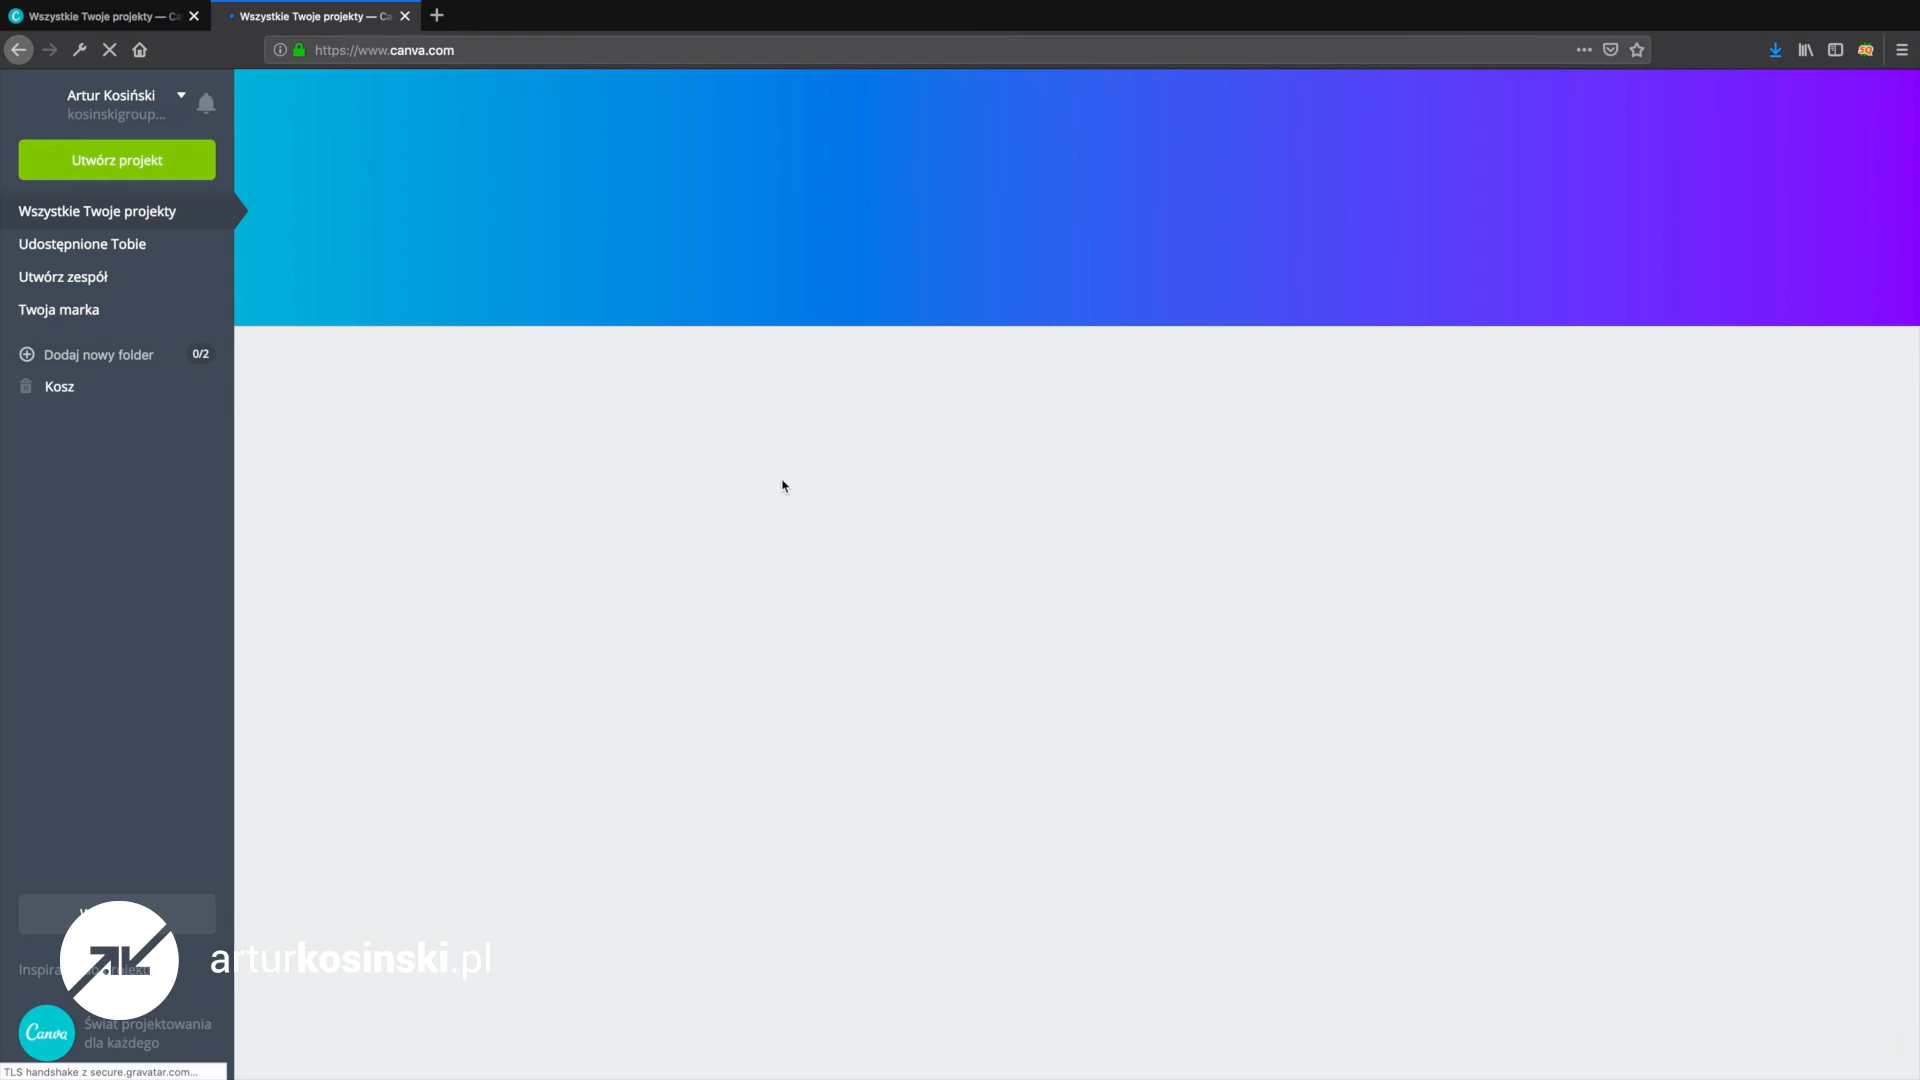 Wszystkie Twoje projekty — Ca
Wszystkie Twoje projekty — Ca
https://www.canva.com
SQ
Artur Kosiński
kosinskigroup...
Utwórz projekt
Wszystkie Twoje projekty
Udostępnione Tobie
Utwórz zespół
Twoja marka
Dodaj nowy folder 0/2
Kosz
arturkosinski.pl
Canva
Świat projektowania
dla każdego
TLS handshake z secure.gravatar.com...